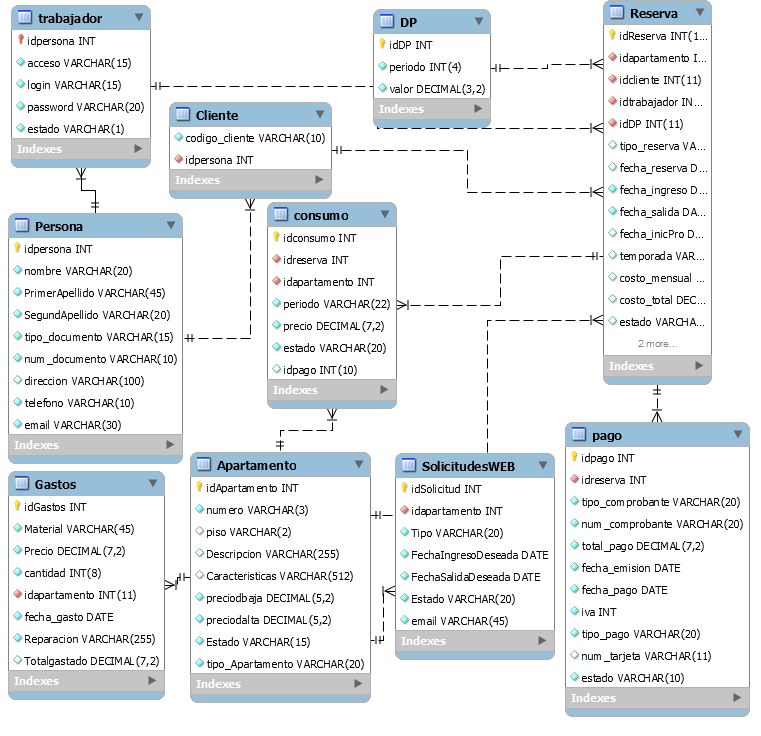 trabajador
idpersona INT
acceso VARCHAR(15)
login VARCHAR(15)
password VARCHAR(20)
estado VARCHAR(1)
Indexes
DP
idDP INT
periodo INT(4)
valor DECIMAL(3,2)
Indexes
Reserva
idReserva INT(1...
idapartamento I...
idcliente INT(11)
idtrabajador IN...
idDP INT(11)
tipo_reserva VA...
fecha_reserva D...
fecha_ingreso D...
fecha_salida DA...
fecha_inicPro D...
temporada VAR...
costo_mensual ...
costo_total DEC...
estado VARCHA...
2 more...
Indexes
Cliente
codigo_cliente VARCHAR(10)
idpersona INT
Indexes
Persona
idpersona INT
nombre VARCHAR(20)
PrimerApellido VARCHAR(45)
SegundApellido VARCHAR(20)
tipo_documento VARCHAR(15)
num_documento VARCHAR(10)
direccion VARCHAR(100)
telefono VARCHAR(10)
email VARCHAR(30)
Indexes
consumo
idconsumo INT
idreserva INT
idapartamento INT
periodo VARCHAR(22)
precio DECIMAL(7,2)
estado VARCHAR(20)
idpago INT(10)
Indexes
pago
idpago INT
idreserva INT
tipo_comprobante VARCHAR(20)
num_comprobante VARCHAR(20)
total_pago DECIMAL(7,2)
fecha_emision DATE
fecha_pago DATE
iva INT
tipo_pago VARCHAR(20)
num_tarjeta VARCHAR(11)
estado VARCHAR(10)
Indexes
Gastos
idGastos INT
Material VARCHAR(45)
Precio DECIMAL(7,2)
cantidad INT(8)
idapartamento INT(11)
fecha_gasto DATE
Reparacion VARCHAR(255)
Totalgastado DECIMAL(7,2)
Indexes
Apartamento
idApartamento INT
numero VARCHAR(3)
piso VARCHAR(2)
Descripcion VARCHAR(255)
Caracteristicas VARCHAR(512)
preciodbaja DECIMAL(5,2)
preciodalta DECIMAL(5,2)
Estado VARCHAR(15)
tipo_Apartamento VARCHAR(20)
Indexes
SolicitudesWEB
idSolicitud INT
idapartamento INT
Tipo VARCHAR(20)
FechaIngresoDeseada DATE
FechaSalidaDeseada DATE
Estado VARCHAR(20)
email VARCHAR(45)
Indexes